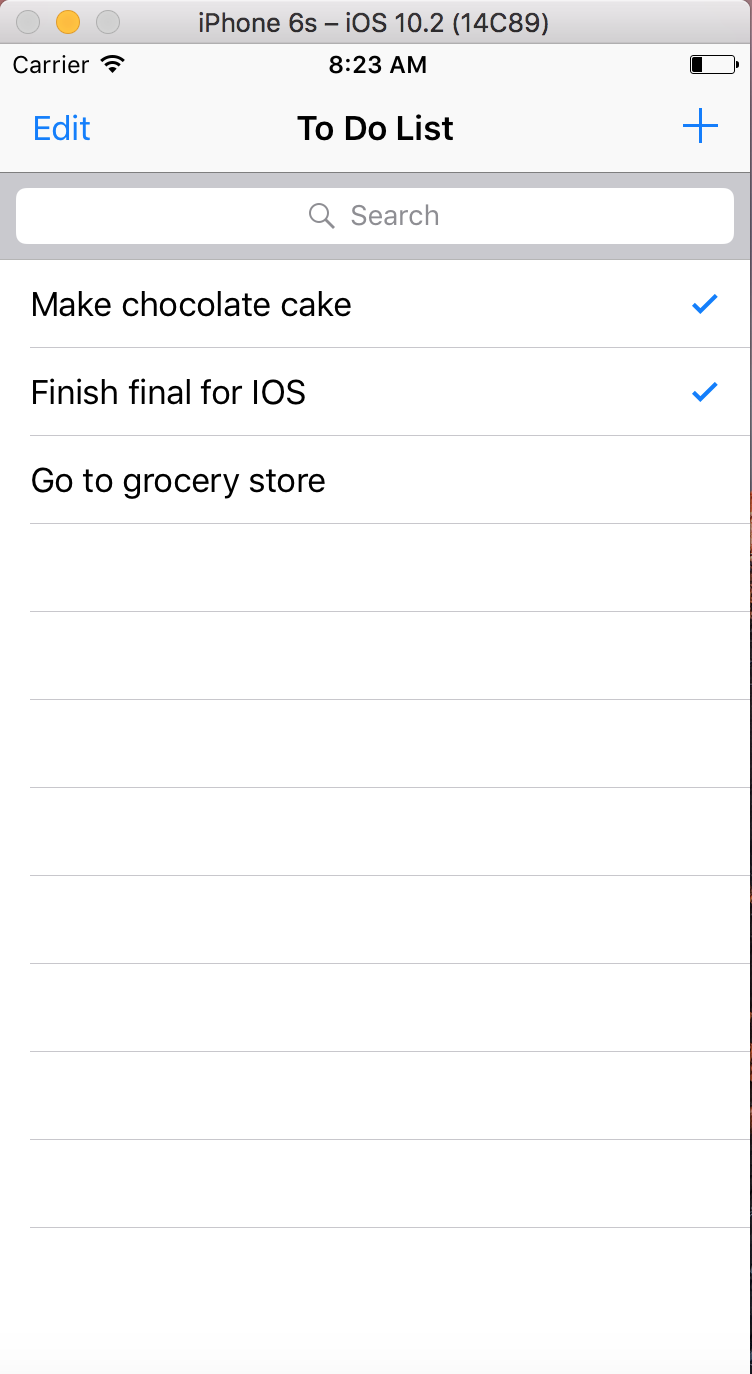 iPhone 6s – iOS 10.2 (14C89)
Carrier 8:23 AM
Edit To Do List
Search
Make chocolate cake
Finish final for IOS
Go to grocery store